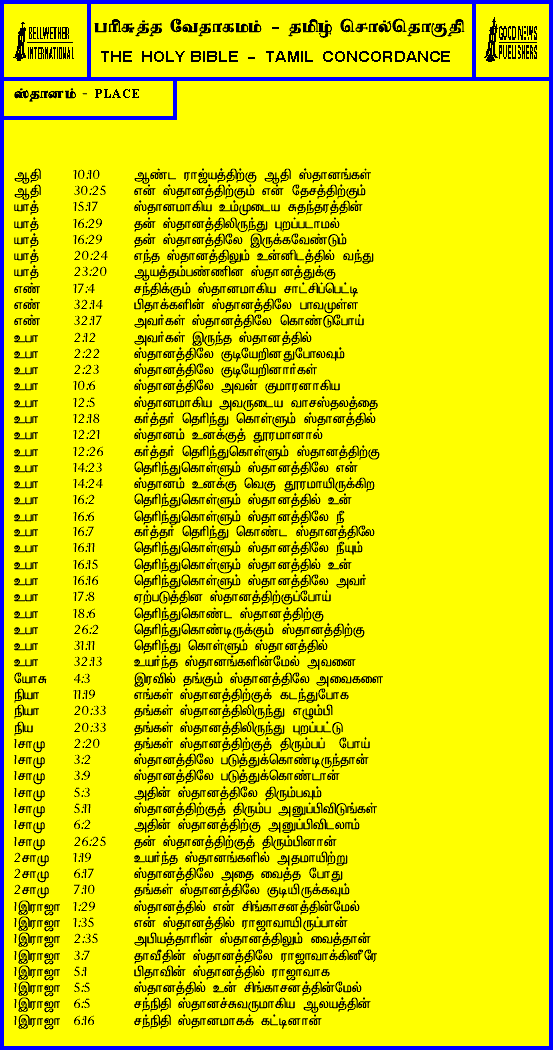 BELLWETHER
INTERNATIONAL
பரிசுத்த வேதாகமம் - தமிழ் சொல்தொகுதி
THE HOLY BIBLE - TAMIL CONCORDANCE
GOOD NEWS
PUBLISHERS
ஸ்தானம் - PLACE
ஆதி 10:10 ஆண்ட ராஜ்யத்திற்கு ஆதி ஸ்தானங்கள்
ஆதி 30:25 என் ஸ்தானத்திற்கும் என் தேசத்திற்கும்
யாத் 15:17 ஸ்தானமாகிய உம்முடைய சுதந்தரத்தின்
யாத் 16:29 தன் ஸ்தானத்திலிருந்து புறப்படாமல்
யாத் 16:29 தன் ஸ்தானத்திலே இருக்கவேண்டும்
யாத் 20:24 எந்த ஸ்தானத்திலும் உன்னிடத்தில் வந்து
யாத் 23:20 ஆயத்தம்பண்ணின ஸ்தானத்துக்கு
எண் 17:4 சந்திக்கும் ஸ்தானமாகிய சாட்சிப்பெட்டி
எண் 32:14 பிதாக்களின் ஸ்தானத்திலே பாவமுள்ள
எண் 32:17 அவர்கள் ஸ்தானத்திலே கொண்டுபோய்
உபா 2:12 அவர்கள் இருந்த ஸ்தானத்தில்
உபா 2:22 ஸ்தானத்திலே குடியேறினதுபோலவும்
உபா 2:23 ஸ்தானத்திலே குடியேறினார்கள்
உபா 10:6 ஸ்தானத்திலே அவன் குமாரனாகிய
உபா 12:5 ஸ்தானமாகிய அவருடைய வாசஸ்தலத்தை
உபா 12:18 கர்த்தர் தெரிந்து கொள்ளும் ஸ்தானத்தில்
உபா 12:21 ஸ்தானம் உனக்குத் தூரமானால்
உபா 12:26 கர்த்தர் தெரிந்துகொள்ளும் ஸ்தானத்திற்கு
உபா 14:23 தெரிந்துகொள்ளும் ஸ்தானத்திலே என்
உபா 14:24 ஸ்தானம் உனக்கு வெகு தூரமாயிருக்கிற
உபா 16:2 தெரிந்துகொள்ளும் ஸ்தானத்தில் உன்
உபா 16:6 தெரிந்துகொள்ளும் ஸ்தானத்திலே நீ
உபா 16:7 கர்த்தர் தெரிந்து கொண்ட ஸ்தானத்திலே
உபா 16:11 தெரிந்துகொள்ளும் ஸ்தானத்திலே நீயும்
உபா 16:15 தெரிந்துகொள்ளும் ஸ்தானத்தில் உன்
உபா 16:16 தெரிந்துகொள்ளும் ஸ்தானத்திலே அவர்
உபா 17:8 ஏற்படுத்தின ஸ்தானத்திற்குப்போய்
உபா 18:6 தெரிந்துகொண்ட ஸ்தானத்திற்கு
உபா 26:2 தெரிந்துகொண்டிருக்கும் ஸ்தானத்திற்கு
உபா 31:11 தெரிந்து கொள்ளும் ஸ்தானத்தில்
உபா 32:13 உயர்ந்த ஸ்தானங்களின்மேல் அவனை
யோசு 4:3 இரவில் தங்கும் ஸ்தானத்திலே அவைகளை
நியா 11:19 எங்கள் ஸ்தானத்திற்குக் கடந்துபோக
நியா 20:33 தங்கள் ஸ்தானத்திலிருந்து எழும்பி
நிய 20:33 தங்கள் ஸ்தானத்திலிருந்து புறப்பட்டு
1சாமு 2:20 தங்கள் ஸ்தானத்திற்குத் திரும்பப் போய்
1சாமு 3:2 ஸ்தானத்திலே படுத்துக்கொண்டிருந்தான்
1சாமு 3:9 ஸ்தானத்திலே படுத்துக்கொண்டான்
1சாமு 5:3 அதின் ஸ்தானத்திலே திரும்பவும்
1சாமு 5:11 ஸ்தானத்திற்குத் திரும்ப அனுப்பிவிடுங்கள்
1சாமு 6:2 அதின் ஸ்தானத்திற்கு அனுப்பிவிடலாம்
1சாமு 26:25 தன் ஸ்தானத்திற்குத் திரும்பினான்
2சாமு 1:19 உயர்ந்த ஸ்தானங்களில் அதமாயிற்று
2சாமு 6:17 ஸ்தானத்திலே அதை வைத்த போது
2சாமு 7:10 தங்கள் ஸ்தானத்திலே குடியிருக்கவும்
1இராஜா 1:29 ஸ்தானத்தில் என் சிங்காசனத்தின்மேல்
1இராஜா 1:35 என் ஸ்தானத்தில் ராஜாவாயிருப்பான்
1இராஜா 2:35 அபியத்தாரின் ஸ்தானத்திலும் வைத்தான்
1இராஜா 3:7 தாவீதின் ஸ்தானத்திலே ராஜாவாக்கினீரே
1இராஜா 5:1 பிதாவின் ஸ்தானத்தில் ராஜாவாக
1இராஜா 5:5 ஸ்தானத்தில் உன் சிங்காசனத்தின்மேல்
1இராஜா 6:5 சந்நிதி ஸ்தானச்சுவருமாகிய ஆலயத்தின்
1இராஜா 6:16 சந்நிதி ஸ்தானமாகக் கட்டினான்